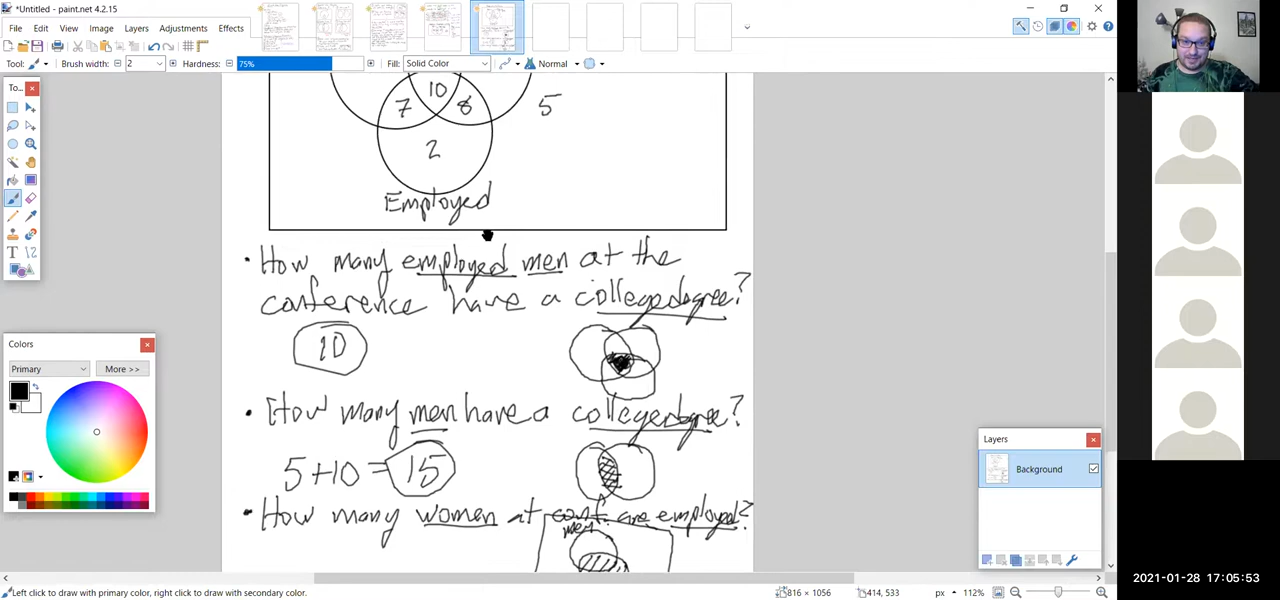 *Untitled - paint.net 4.2.15
File Edit View Image Layers Adjustments Effects
Tool: Brush width: 2 Hardness: 75% Fill: Solid Color Normal
To...
10
7 8 5
2
Employed
• How many employed men at the
conference have a college degree?
10
• How many men have a college degree?
5+10 = 15
• How many women at conf. are employed?
men
Colors
Primary More >>
Layers
Background
Left click to draw with primary color, right click to draw with secondary color. 816 x 1056 414, 533 px 112%
2021-01-28 17:05:53